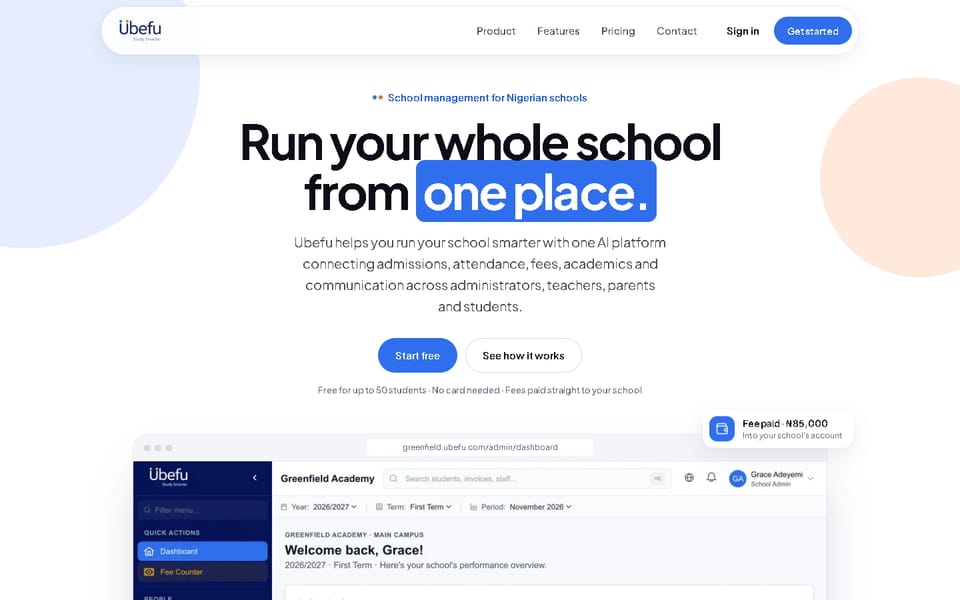 Ubefu
Study Smarter
Product
Features
Pricing
Contact
Sign in
Get started
School management for Nigerian schools
Run your whole school
from one place.
Ubefu helps you run your school smarter with one AI platform
connecting admissions, attendance, fees, academics and
communication across administrators, teachers, parents
and students.
Start free
See how it works
Free for up to 50 students · No card needed · Fees paid straight to your school
Fee paid · ₦85,000
Into your school's account
greenfield.ubefu.com/admin/dashboard
Ubefu
Study Smarter
Greenfield Academy
Search students, invoices, staff...
⌘K
GA
Grace Adeyemi
School Admin
Filter menu...
Year: 2026/2027
Term: First Term
Period: November 2026
QUICK ACTIONS
Dashboard
Fee Counter
PEOPLE
GREENFIELD ACADEMY · MAIN CAMPUS
Welcome back, Grace!
2026/2027 · First Term · Here's your school's performance overview.